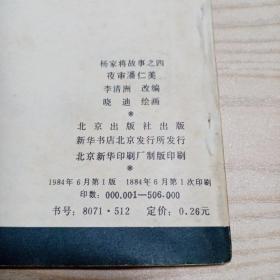 杨家将故事之四
夜审潘仁美
李清洲 改编
晓迪 绘画
*
北京出版社出版
新华书店北京发行所发行
北京新华印刷厂制版印刷
*
1984年6月第1版 1884年6月第1次印刷
印数：000,001—506,000
书号：8071·512 定价：0.26元